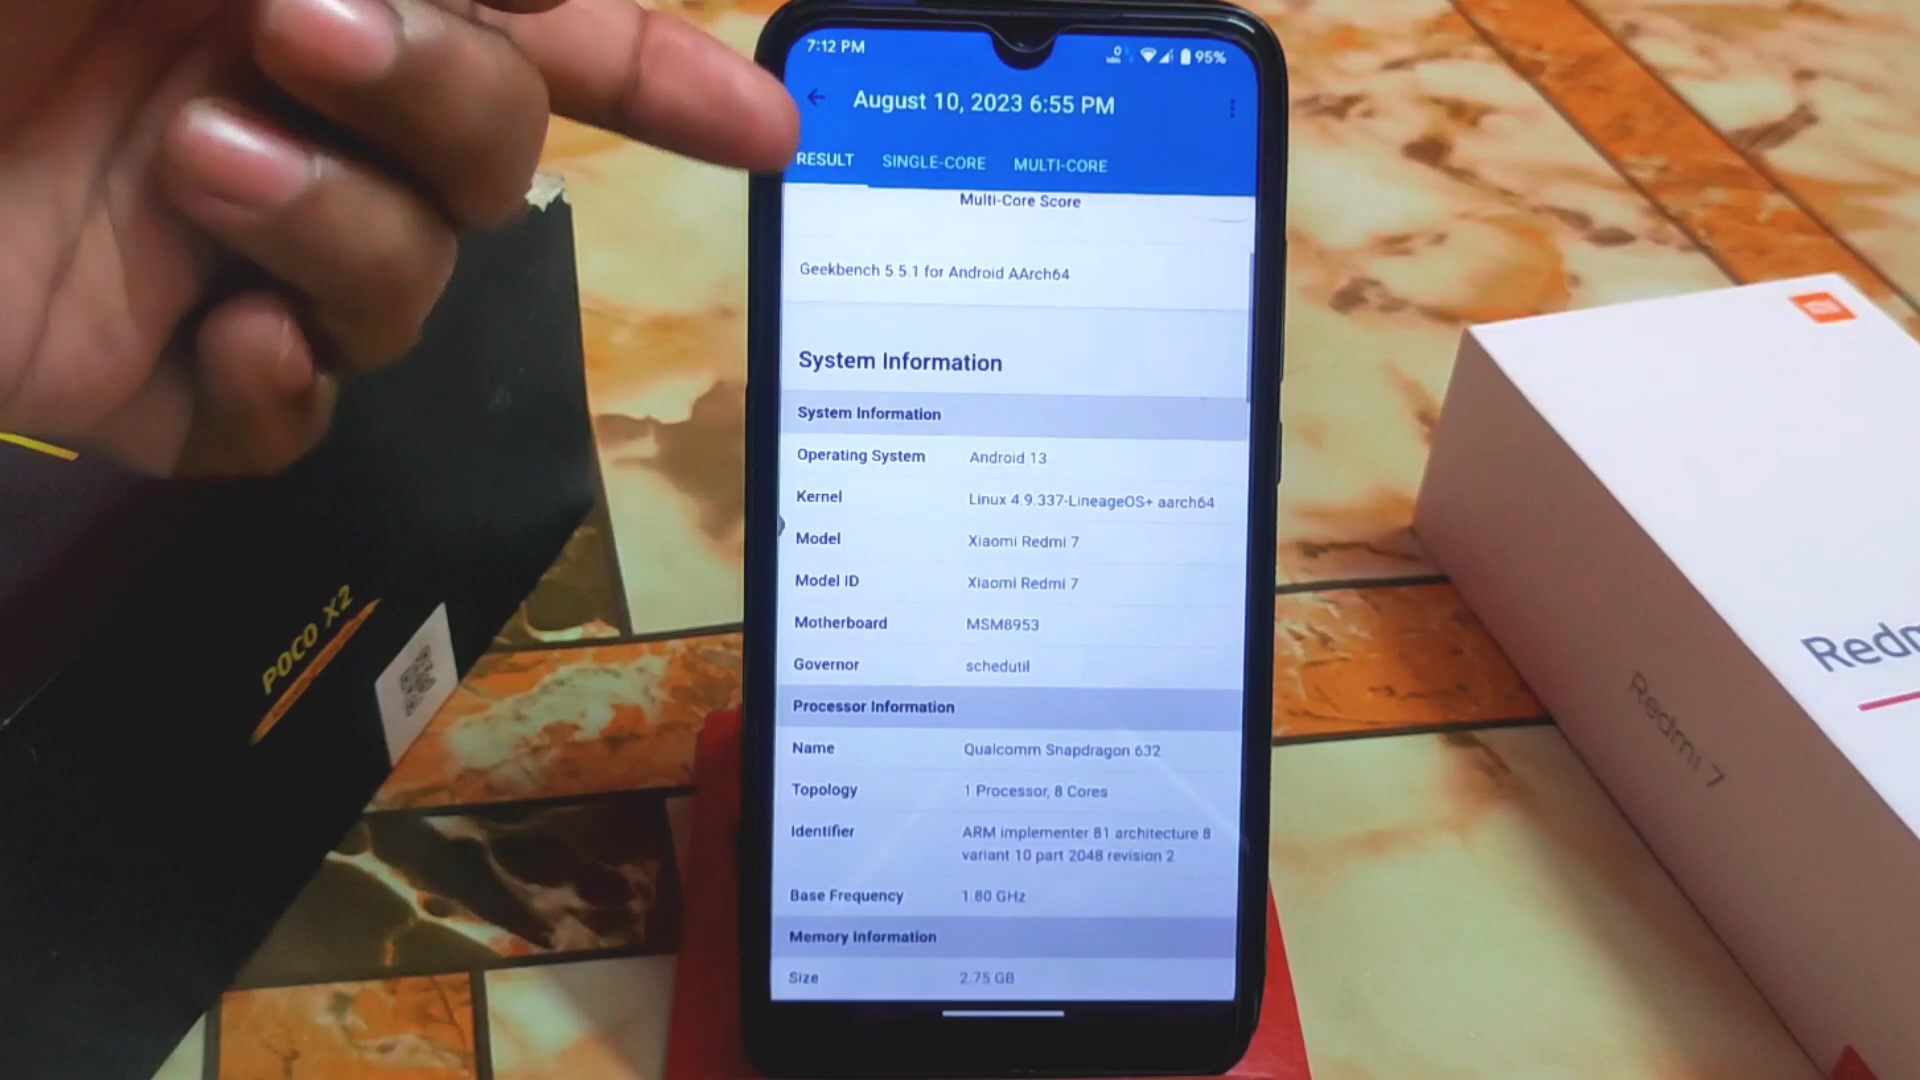 7:12 PM
95%
August 10, 2023 6:55 PM
RESULT SINGLE-CORE MULTI-CORE
Multi-Core Score
Geekbench 5 5.1 for Android AArch64
System Information
System Information
Operating System Android 13
Kernel Linux 4.9.337-LineageOS+ aarch64
Model Xiaomi Redmi 7
Model ID Xiaomi Redmi 7
Motherboard MSM8953
Governor schedutil
Processor Information
Name Qualcomm Snapdragon 632
Topology 1 Processor, 8 Cores
Identifier ARM implementer 81 architecture 8
variant 10 part 2048 revision 2
Base Frequency 1.80 GHz
Memory Information
Size 2.75 GB
POCO X2
Redmi 7